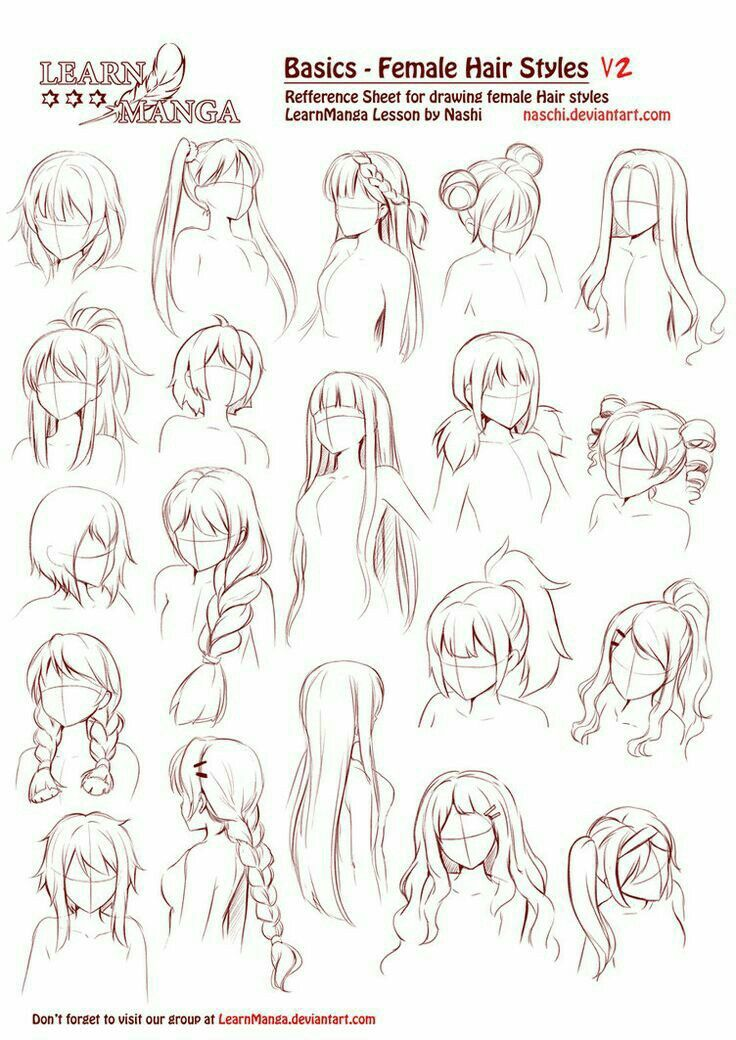 LEARN
MANGA
Basics - Female Hair Styles V2
Refference Sheet for drawing female Hair styles
LearnManga Lesson by Nashi naschi.deviantart.com
Don't forget to visit our group at LearnManga.deviantart.com